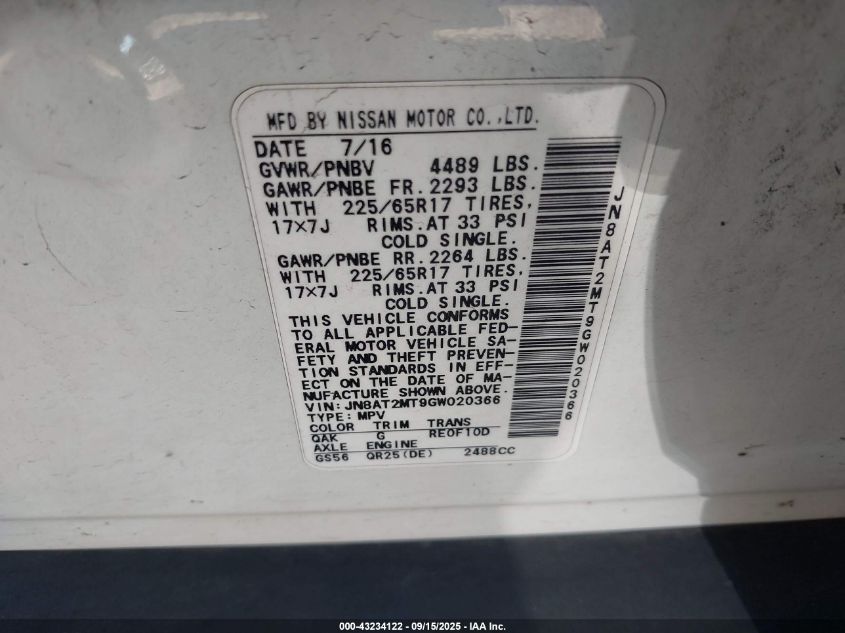 MFD BY NISSAN MOTOR CO.,LTD.
DATE 7/16
GVWR/PNBV 4489 LBS.
GAWR/PNBE FR. 2293 LBS.
WITH 225/65R17 TIRES,
17×7J RIMS. AT 33 PSI
COLD SINGLE.
GAWR/PNBE RR. 2264 LBS.
WITH 225/65R17 TIRES,
17×7J RIMS. AT 33 PSI
COLD SINGLE.
THIS VEHICLE CONFORMS
TO ALL APPLICABLE FED-
ERAL MOTOR VEHICLE SA-
FETY AND THEFT PREVEN-
TION STANDARDS IN EFF-
ECT ON THE DATE OF MA-
NUFACTURE SHOWN ABOVE.
VIN: JN8AT2MT9GW020366
TYPE: MPV
COLOR TRIM TRANS
QAK G RE0F10D
AXLE ENGINE
GS56 QR25(DE) 2488CC
JN8AT2MT9GW020366
000-43234122 - 09/15/2025 - IAA Inc.